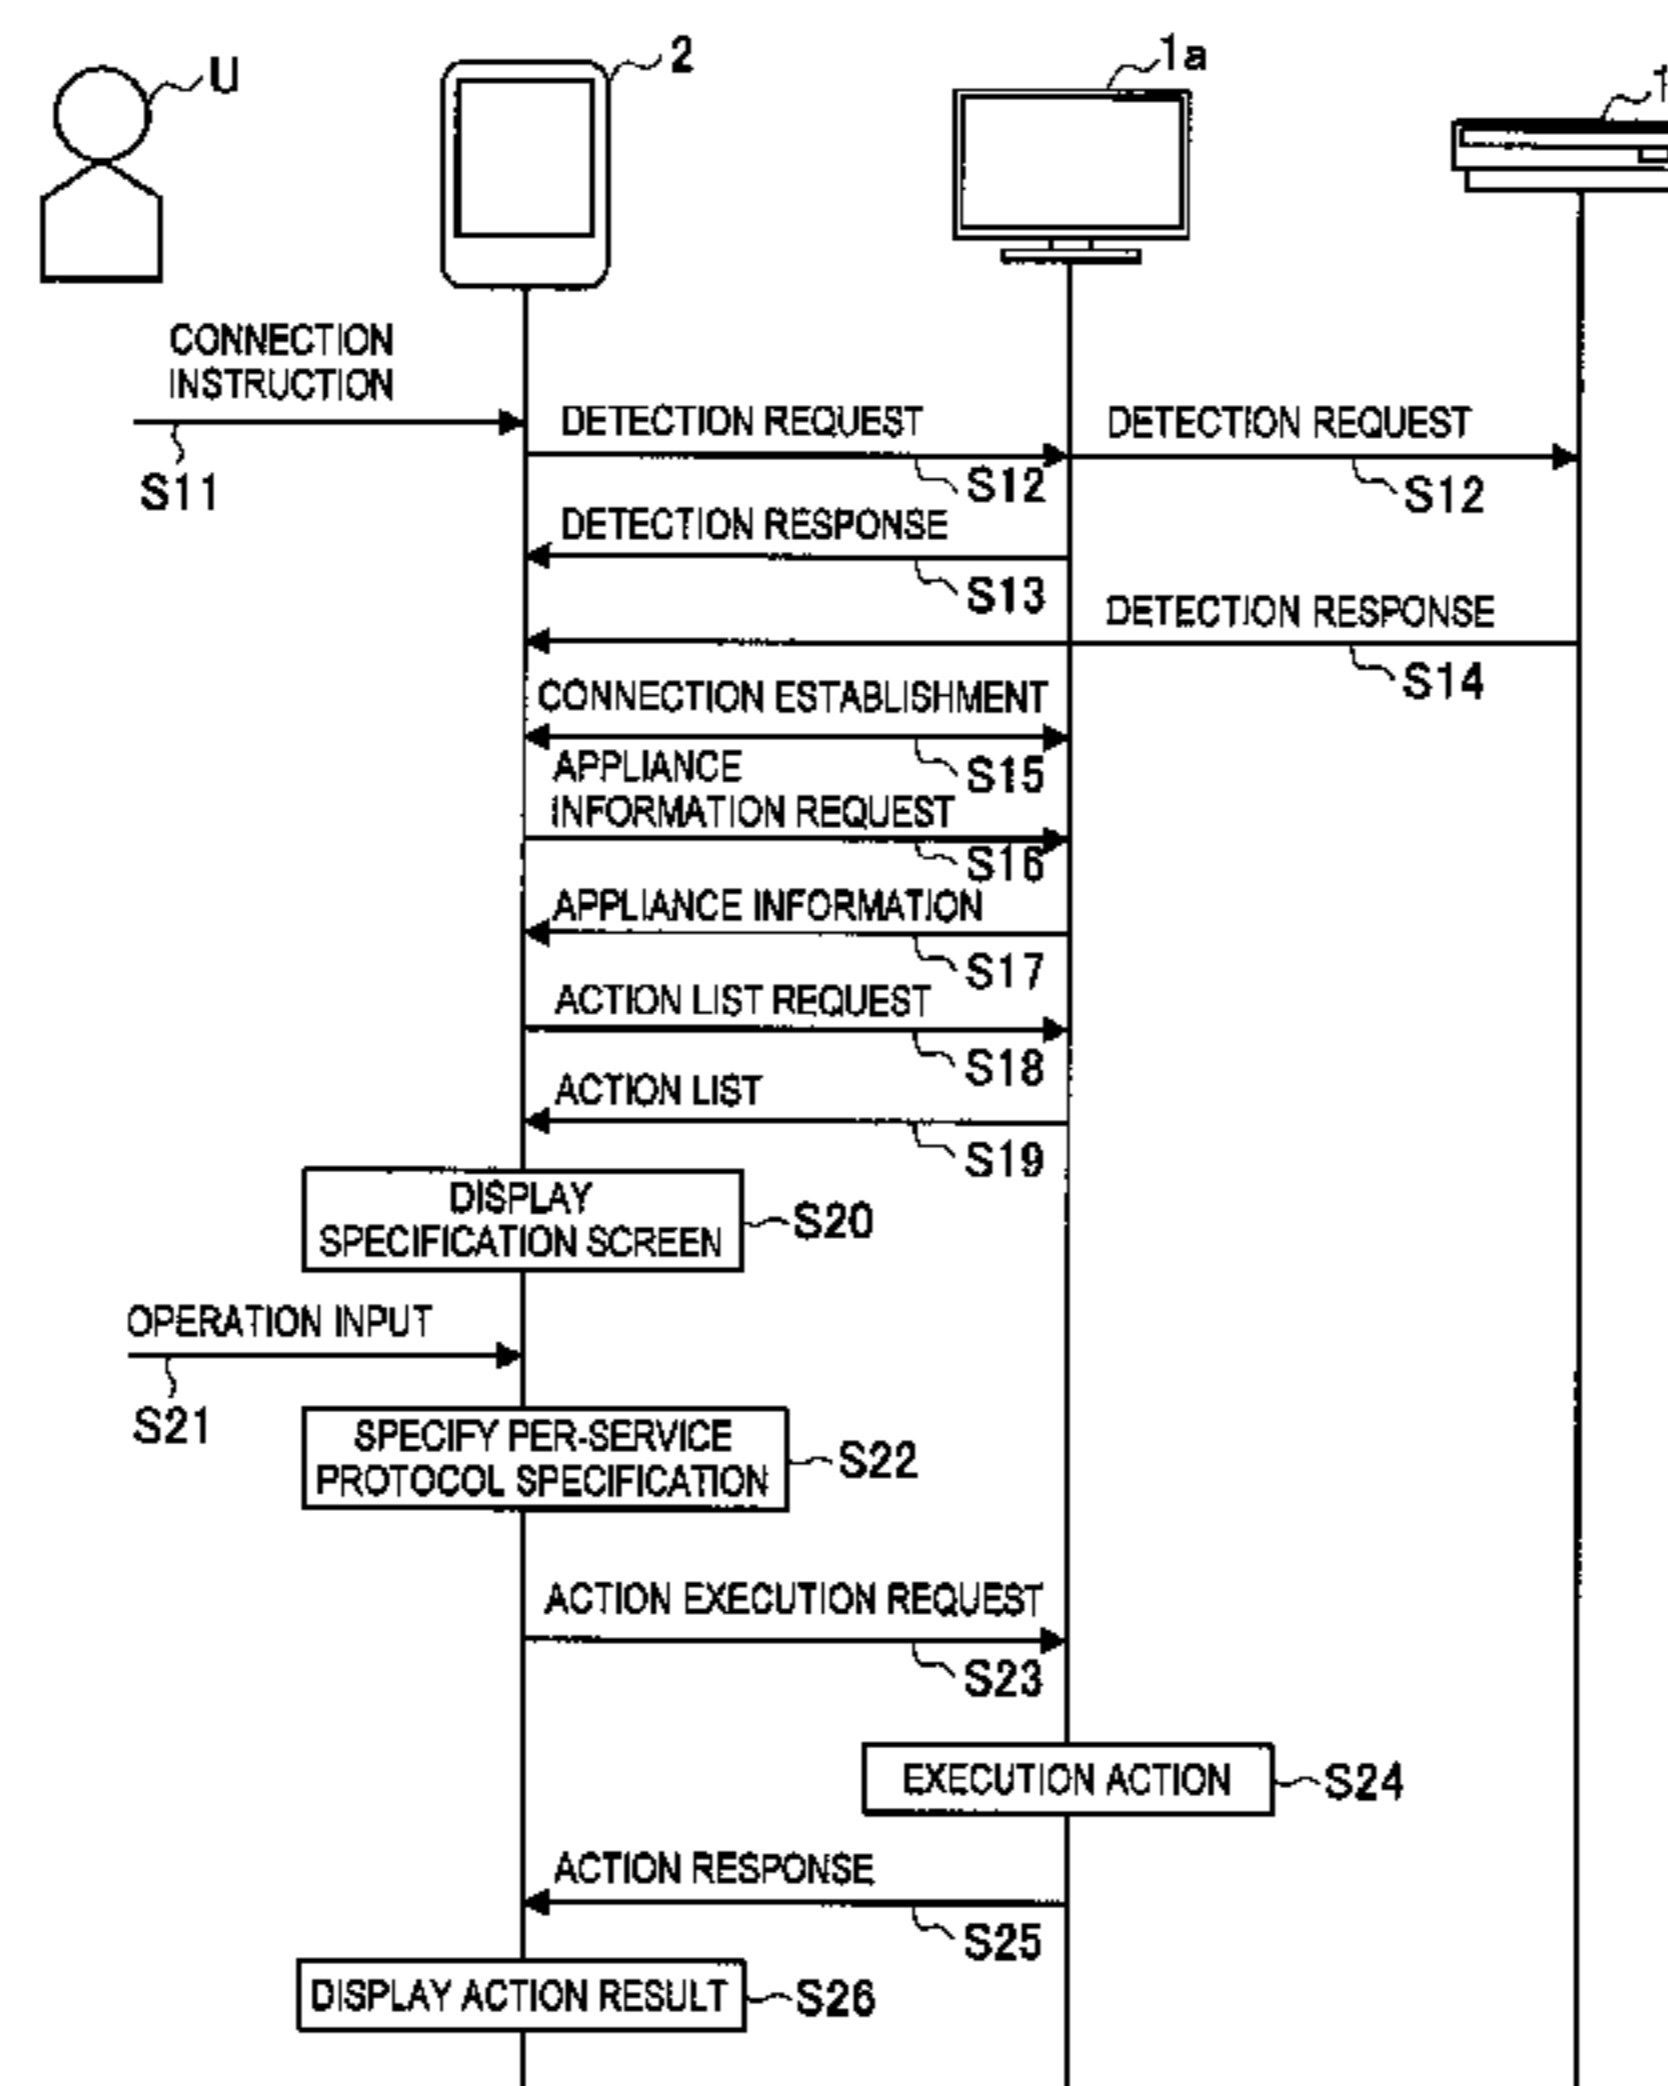 U
2
1a
1
CONNECTION
INSTRUCTION
S11
DETECTION REQUEST
S12
DETECTION REQUEST
S12
DETECTION RESPONSE
S13
DETECTION RESPONSE
S14
CONNECTION ESTABLISHMENT
S15
APPLIANCE
INFORMATION REQUEST
S16
APPLIANCE INFORMATION
S17
ACTION LIST REQUEST
S18
ACTION LIST
S19
DISPLAY
SPECIFICATION SCREEN
S20
OPERATION INPUT
S21
SPECIFY PER-SERVICE
PROTOCOL SPECIFICATION
S22
ACTION EXECUTION REQUEST
S23
EXECUTION ACTION
S24
ACTION RESPONSE
S25
DISPLAY ACTION RESULT
S26